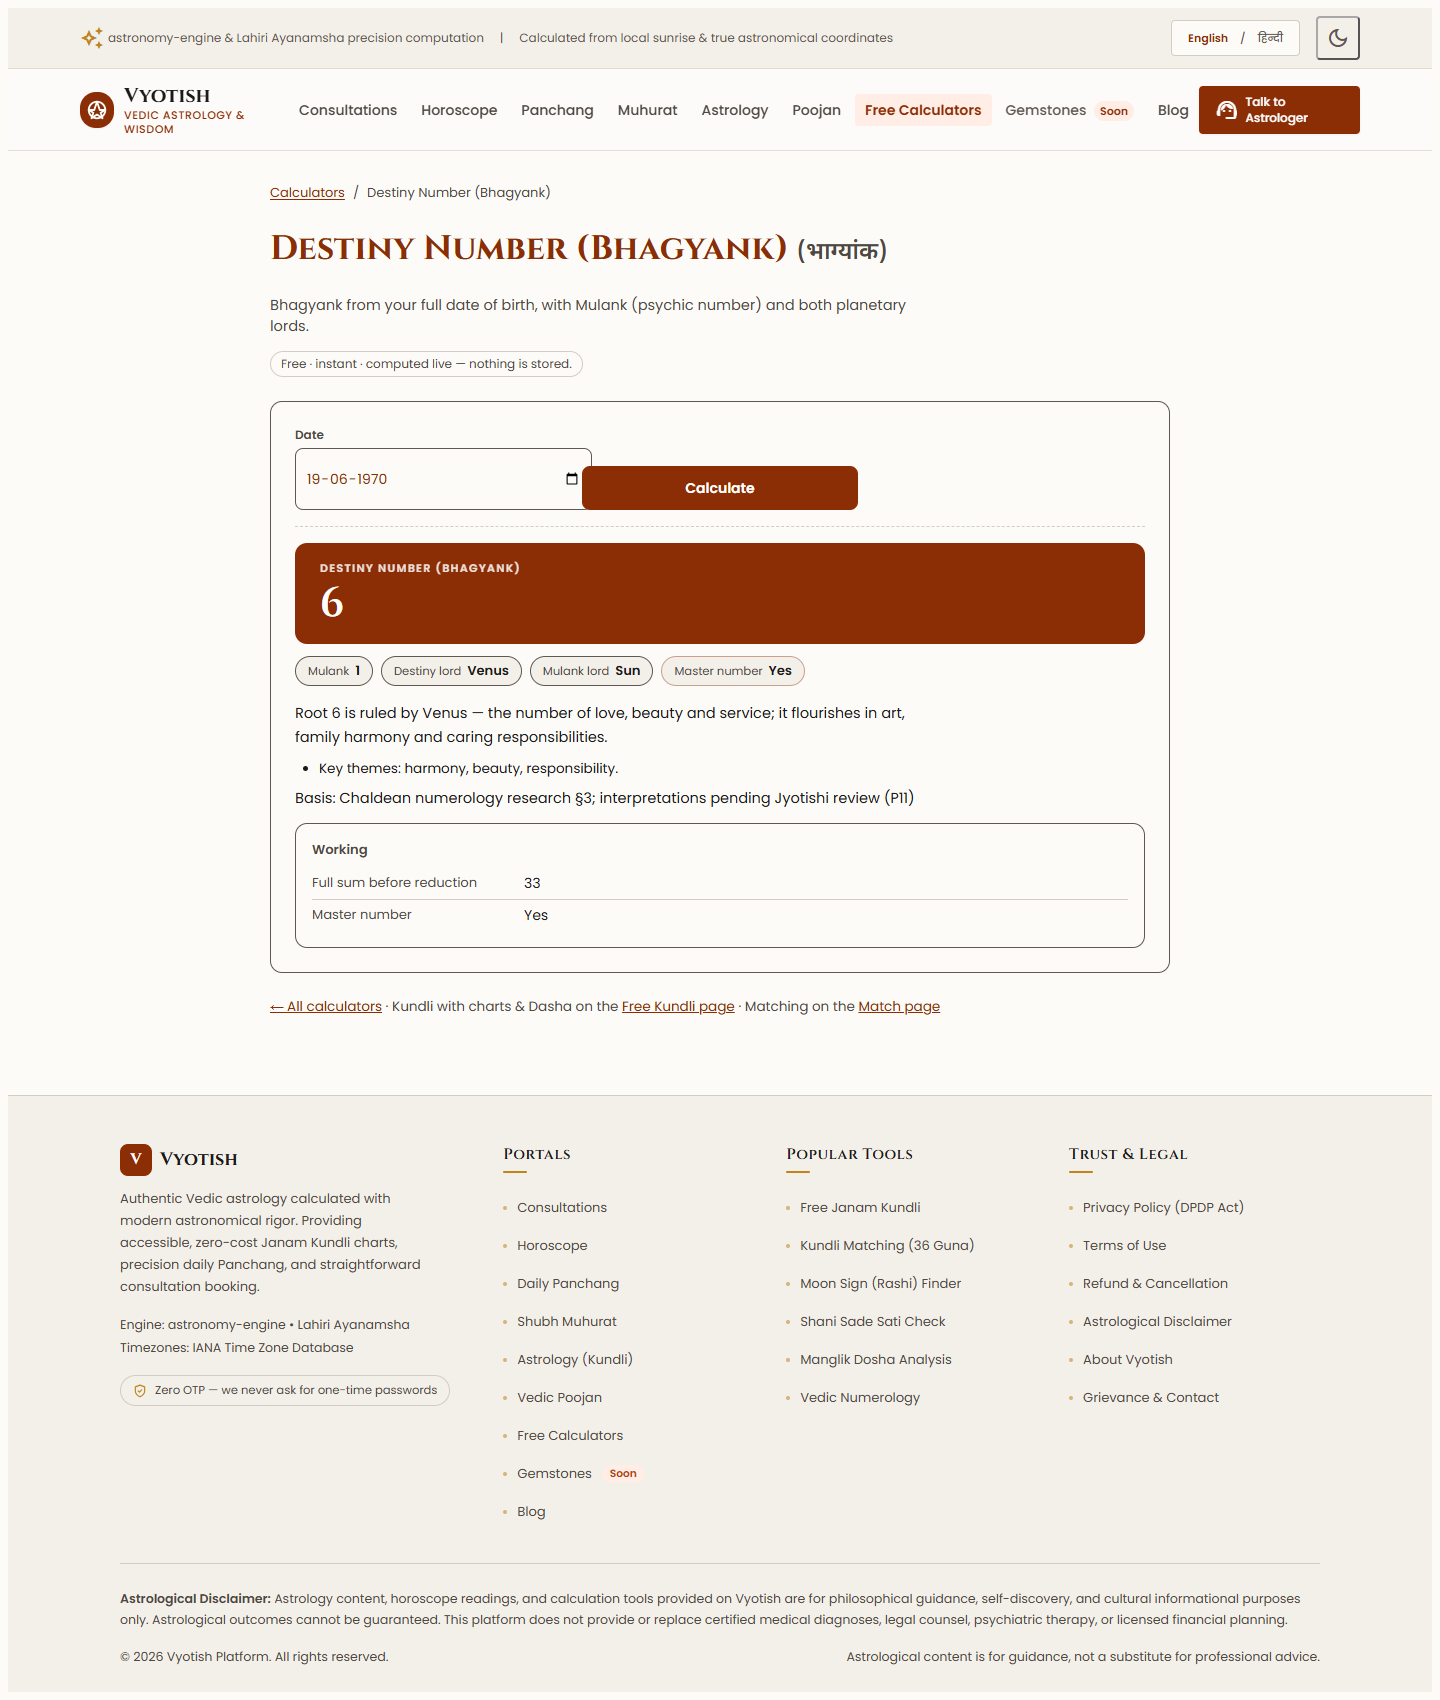 astronomy-engine & Lahiri Ayanamsha precision computation | Calculated from local sunrise & true astronomical coordinates
English / हिन्दी
VYOTISH
VEDIC ASTROLOGY &
WISDOM
Consultations
Horoscope
Panchang
Muhurat
Astrology
Poojan
Free Calculators
Gemstones Soon
Blog
Talk to
Astrologer
Calculators / Destiny Number (Bhagyank)
Destiny Number (Bhagyank) (भाग्यांक)
Bhagyank from your full date of birth, with Mulank (psychic number) and both planetary
lords.
Free · instant · computed live — nothing is stored.
Date
19-06-1970
Calculate
DESTINY NUMBER (BHAGYANK)
6
Mulank 1
Destiny lord Venus
Mulank lord Sun
Master number Yes
Root 6 is ruled by Venus — the number of love, beauty and service; it flourishes in art,
family harmony and caring responsibilities.
• Key themes: harmony, beauty, responsibility.
Basis: Chaldean numerology research §3; interpretations pending Jyotishi review (P11)
Working
Full sum before reduction 33
Master number Yes
← All calculators · Kundli with charts & Dasha on the Free Kundli page · Matching on the Match page
V VYOTISH
Authentic Vedic astrology calculated with
modern astronomical rigor. Providing
accessible, zero-cost Janam Kundli charts,
precision daily Panchang, and straightforward
consultation booking.
Engine: astronomy-engine • Lahiri Ayanamsha
Timezones: IANA Time Zone Database
Zero OTP — we never ask for one-time passwords
Portals
• Consultations
• Horoscope
• Daily Panchang
• Shubh Muhurat
• Astrology (Kundli)
• Vedic Poojan
• Free Calculators
• Gemstones Soon
• Blog
Popular Tools
• Free Janam Kundli
• Kundli Matching (36 Guna)
• Moon Sign (Rashi) Finder
• Shani Sade Sati Check
• Manglik Dosha Analysis
• Vedic Numerology
Trust & Legal
• Privacy Policy (DPDP Act)
• Terms of Use
• Refund & Cancellation
• Astrological Disclaimer
• About Vyotish
• Grievance & Contact
Astrological Disclaimer: Astrology content, horoscope readings, and calculation tools provided on Vyotish are for philosophical guidance, self-discovery, and cultural informational purposes
only. Astrological outcomes cannot be guaranteed. This platform does not provide or replace certified medical diagnoses, legal counsel, psychiatric therapy, or licensed financial planning.
© 2026 Vyotish Platform. All rights reserved.
Astrological content is for guidance, not a substitute for professional advice.